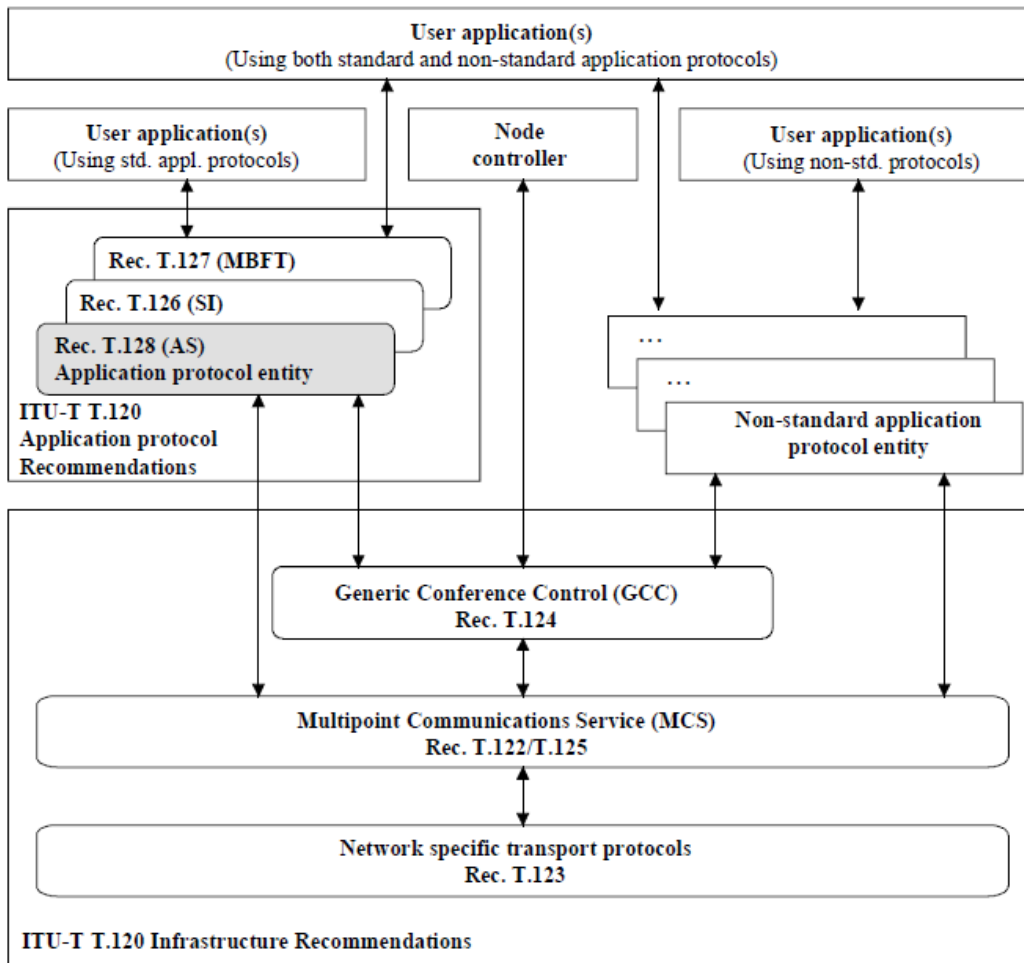 User application(s)
(Using both standard and non-standard application protocols)
User application(s)
(Using std. appl. protocols)
Node
controller
User application(s)
(Using non-std. protocols)
Rec. T.127 (MBFT)
Rec. T.126 (SI)
Rec. T.128 (AS)
Application protocol entity
ITU-T T.120
Application protocol
Recommendations
...
...
Non-standard application
protocol entity
Generic Conference Control (GCC)
Rec. T.124
Multipoint Communications Service (MCS)
Rec. T.122/T.125
Network specific transport protocols
Rec. T.123
ITU-T T.120 Infrastructure Recommendations